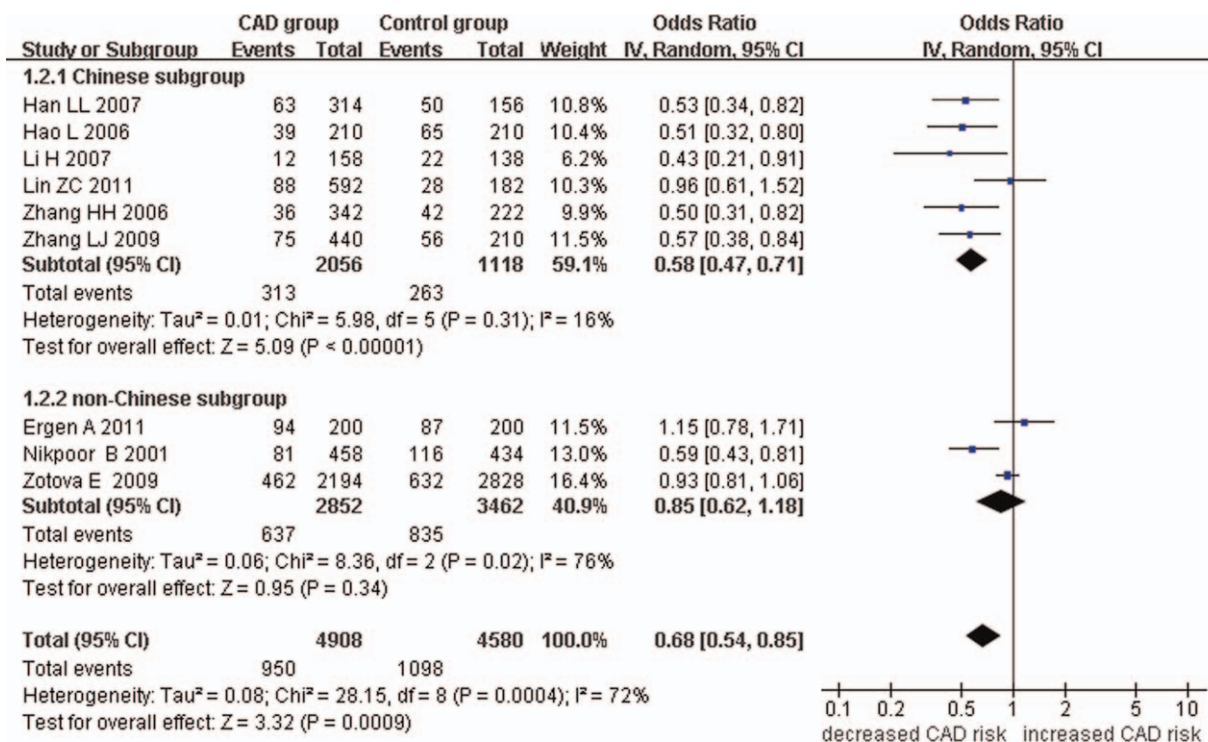 CAD group Control group Odds Ratio Odds Ratio
Study or Subgroup Events Total Events Total Weight IV, Random, 95% CI IV, Random, 95% CI
1.2.1 Chinese subgroup
Han LL 2007 63 314 50 156 10.8% 0.53 [0.34, 0.82]
Hao L 2006 39 210 65 210 10.4% 0.51 [0.32, 0.80]
Li H 2007 12 158 22 138 6.2% 0.43 [0.21, 0.91]
Lin ZC 2011 88 592 28 182 10.3% 0.96 [0.61, 1.52]
Zhang HH 2006 36 342 42 222 9.9% 0.50 [0.31, 0.82]
Zhang LJ 2009 75 440 56 210 11.5% 0.57 [0.38, 0.84]
Subtotal (95% CI) 2056 1118 59.1% 0.58 [0.47, 0.71]
Total events 313 263
Heterogeneity: Tau² = 0.01; Chi² = 5.98, df = 5 (P = 0.31); I² = 16%
Test for overall effect: Z = 5.09 (P < 0.00001)
1.2.2 non-Chinese subgroup
Ergen A 2011 94 200 87 200 11.5% 1.15 [0.78, 1.71]
Nikpoor B 2001 81 458 116 434 13.0% 0.59 [0.43, 0.81]
Zotova E 2009 462 2194 632 2828 16.4% 0.93 [0.81, 1.06]
Subtotal (95% CI) 2852 3462 40.9% 0.85 [0.62, 1.18]
Total events 637 835
Heterogeneity: Tau² = 0.06; Chi² = 8.36, df = 2 (P = 0.02); I² = 76%
Test for overall effect: Z = 0.95 (P = 0.34)
Total (95% CI) 4908 4580 100.0% 0.68 [0.54, 0.85]
Total events 950 1098
Heterogeneity: Tau² = 0.08; Chi² = 28.15, df = 8 (P = 0.0004); I² = 72%
Test for overall effect: Z = 3.32 (P = 0.0009)
0.1 0.2 0.5 1 2 5 10
decreased CAD risk increased CAD risk